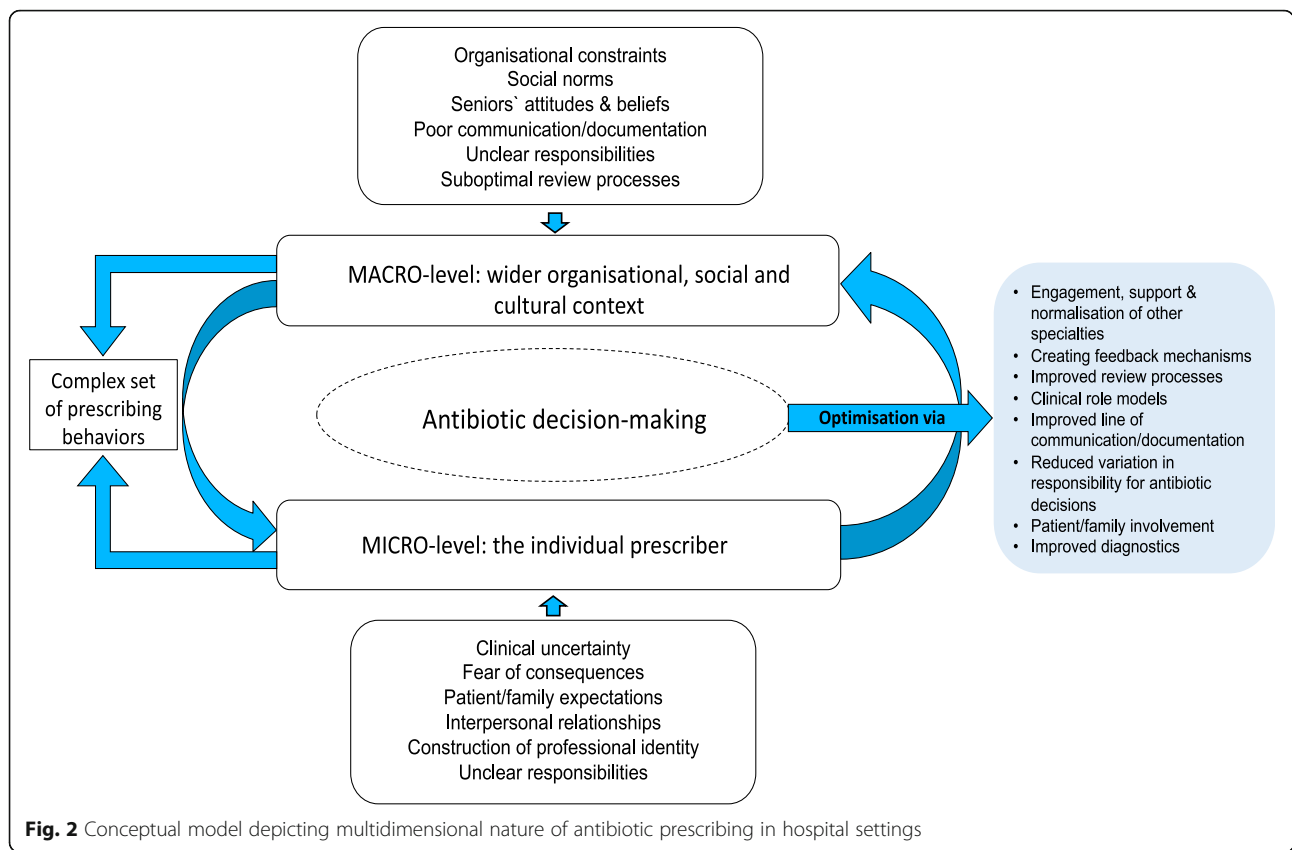 Organisational constraints
Social norms
Seniors` attitudes & beliefs
Poor communication/documentation
Unclear responsibilities
Suboptimal review processes
MACRO-level: wider organisational, social and
cultural context
Complex set
of prescribing
behaviors
Antibiotic decision-making
Optimisation via
• Engagement, support &
normalisation of other
specialties
• Creating feedback mechanisms
• Improved review processes
• Clinical role models
• Improved line of
communication/documentation
• Reduced variation in
responsibility for antibiotic
decisions
• Patient/family involvement
• Improved diagnostics
MICRO-level: the individual prescriber
Clinical uncertainty
Fear of consequences
Patient/family expectations
Interpersonal relationships
Construction of professional identity
Unclear responsibilities
Fig. 2 Conceptual model depicting multidimensional nature of antibiotic prescribing in hospital settings